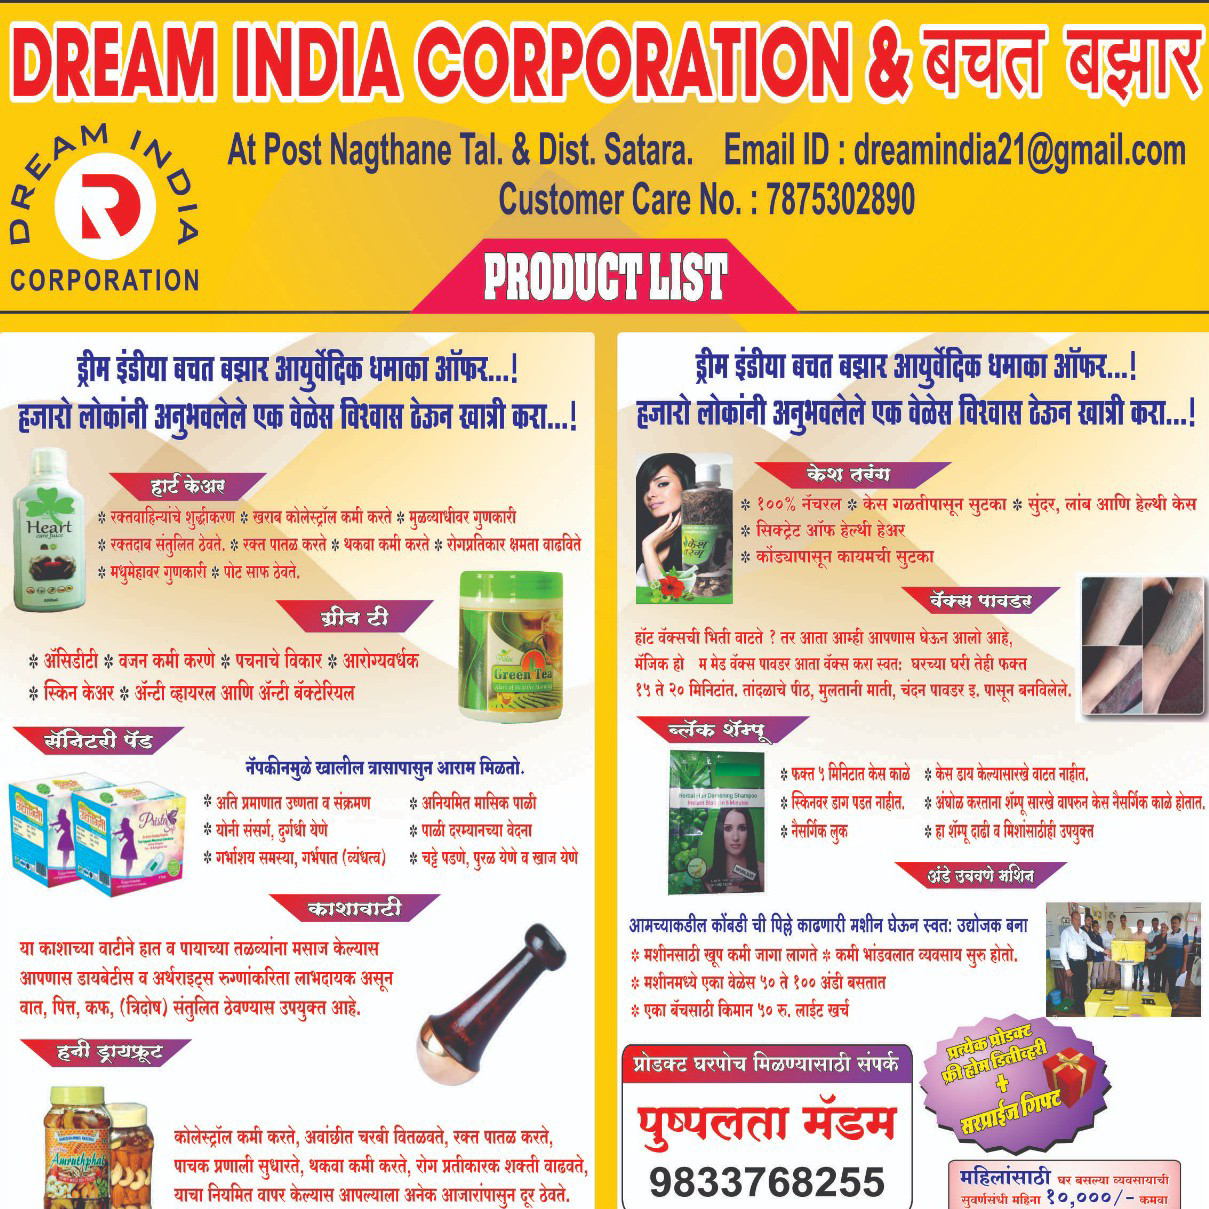 DREAM INDIA CORPORATION & बचत बझार
At Post Nagthane Tal. & Dist. Satara. Email ID : dreamindia21@gmail.com
Customer Care No. : 7875302890
DREAM INDIA
CORPORATION
PRODUCT LIST
ड्रीम इंडीया बचत बझार आयुर्वेदिक धमाका ऑफर...!
हजारो लोकांनी अनुभवलेले एक वेळेस विश्वास ठेऊन खात्री करा...!
हार्ट केअर
Heart
care juice
❇ रक्तवाहिन्यांचे शुद्धीकरण ❇ खराब कोलेस्ट्रॉल कमी करते ❇ मुळव्याधीवर गुणकारी
❇ रक्तदाब संतुलित ठेवते. ❇ रक्त पातळ करते ❇ थकवा कमी करते ❇ रोगप्रतिकार क्षमता वाढविते
❇ मधुमेहावर गुणकारी ❇ पोट साफ ठेवते.
ग्रीन टी
❇ ॲसिडीटी ❇ वजन कमी करणे ❇ पचनाचे विकार ❇ आरोग्यवर्धक
❇ स्किन केअर ❇ ॲन्टी व्हायरल आणि ॲन्टी बॅक्टेरियल
Green Tea
सॅनिटरी पॅड
नॅपकीनमुळे खालील त्रासापासुन आराम मिळतो.
❇ अति प्रमाणात उष्णता व संक्रमण ❇ अनियमित मासिक पाळी
❇ योनी संसर्ग, दुर्गंधी येणे ❇ पाळी दरम्यानच्या वेदना
❇ गर्भाशय समस्या, गर्भपात (व्यंधत्व) ❇ चट्टे पडणे, पुरळ येणे व खाज येणे
काशावाटी
या काशाच्या वाटीने हात व पायाच्या तळव्यांना मसाज केल्यास
आपणास डायबेटीस व अर्थराइट्स रुग्णांकरिता लाभदायक असून
वात, पित्त, कफ, (त्रिदोष) संतुलित ठेवण्यास उपयुक्त आहे.
हनी ड्रायफ्रूट
Amruthphal
कोलेस्ट्रॉल कमी करते, अवांछीत चरबी वितळवते, रक्त पातळ करते,
पाचक प्रणाली सुधारते, थकवा कमी करते, रोग प्रतीकारक शक्ती वाढवते,
याचा नियमित वापर केल्यास आपल्याला अनेक आजारांपासुन दूर ठेवते.
ड्रीम इंडीया बचत बझार आयुर्वेदिक धमाका ऑफर...!
हजारो लोकांनी अनुभवलेले एक वेळेस विश्वास ठेऊन खात्री करा...!
केश तरंग
केश
तरंग
❇ १००% नॅचरल ❇ केस गळतीपासून सुटका ❇ सुंदर, लांब आणि हेल्थी केस
❇ सिक्ट्रेट ऑफ हेल्थी हेअर
❇ कोंड्यापासून कायमची सुटका
वॅक्स पावडर
हॉट वॅक्सची भिती वाटते ? तर आता आम्ही आपणास घेऊन आलो आहे,
मॅजिक हो म मेड वॅक्स पावडर आता वॅक्स करा स्वत: घरच्या घरी तेही फक्त
१५ ते २० मिनिटांत. तांदळाचे पीठ, मुलतानी माती, चंदन पावडर इ. पासून बनविलेले.
ब्लॅक शॅम्पू
Herbal Hair Darkening Shampoo
❇ फक्त ५ मिनिटात केस काळे ❇ केस डाय केल्यासारखे वाटत नाहीत.
❇ स्किनवर डाग पडत नाहीत. ❇ अंघोळ करताना शॅम्पू सारखे वापरुन केस नैसर्गिक काळे होतात.
❇ नैसर्गिक लुक ❇ हा शॅम्पू दाढी व मिशांसाठीही उपयुक्त
अंडे उबवणे मशिन
आमच्याकडील कोंबडी ची पिल्ले काढणारी मशीन घेऊन स्वत: उद्योजक बना
❇ मशीनसाठी खूप कमी जागा लागते ❇ कमी भांडवलात व्यवसाय सुरु होतो.
❇ मशीनमध्ये एका वेळेस ५० ते १०० अंडी बसतात
❇ एका बॅचसाठी किमान ५० रु. लाईट खर्च
प्रोडक्ट घरपोच मिळण्यासाठी संपर्क
पुष्पलता मॅडम
9833768255
प्रत्येक प्रोडक्ट
फ्री होम डिलीव्हरी
+
सरप्राईज गिफ्ट
महिलांसाठी घर बसल्या व्यवसायाची
सुवर्णसंधी महिना १०,०००/- कमवा